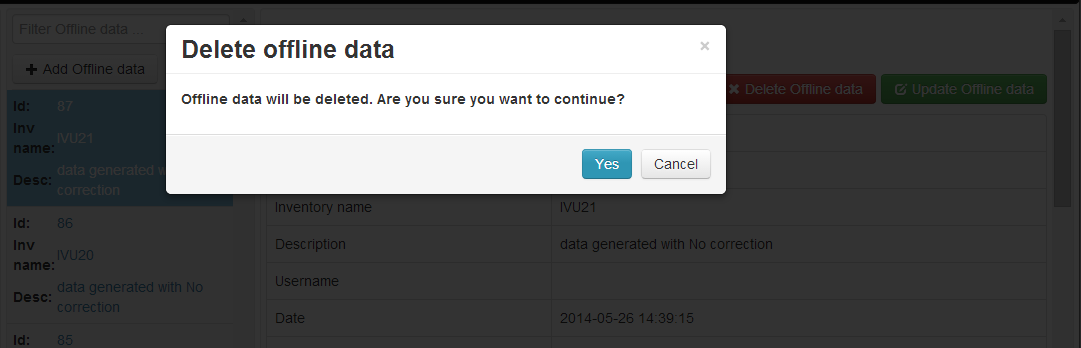 Filter Offline data ...
Add Offline data
Id: 87
Inv name: IVU21
Desc: data generated w
correction
Id: 86
Inv name: IVU20
Desc: data generated with No
correction
Id: 85
Delete offline data
×
Offline data will be deleted. Are you sure you want to continue?
Yes Cancel
Delete Offline data Update Offline data
Inventory name IVU21
Description data generated with No correction
Username
Date 2014-05-26 14:39:15